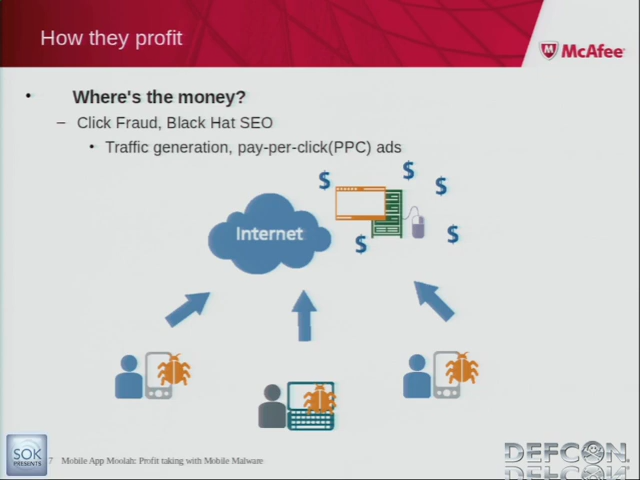 How they profit
McAfee
Where's the money?
– Click Fraud, Black Hat SEO
• Traffic generation, pay-per-click(PPC) ads
$
$
$
Internet
$
$
SOK
PRESENTS
7 Mobile App Moolah: Profit taking with Mobile Malware
DEFCON